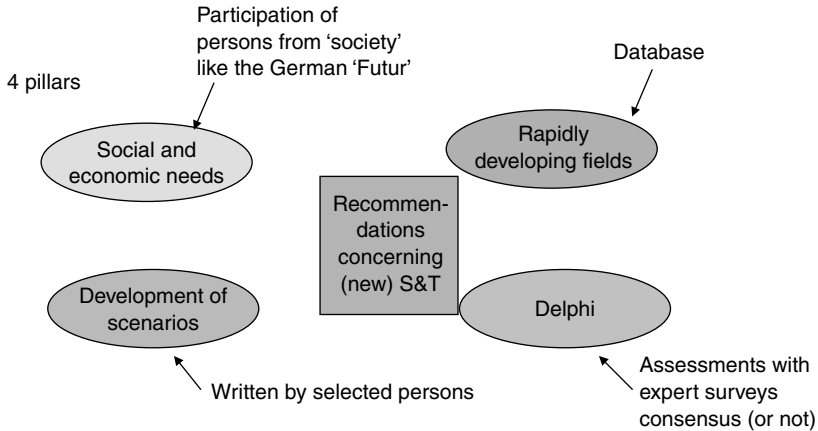 4 pillars
Participation of
persons from ‘society’
like the German ‘Futur’
Database
Social and
economic needs
Rapidly
developing fields
Recommen-
dations
concerning
(new) S&T
Development of
scenarios
Delphi
Written by selected persons
Assessments with
expert surveys
consensus (or not)